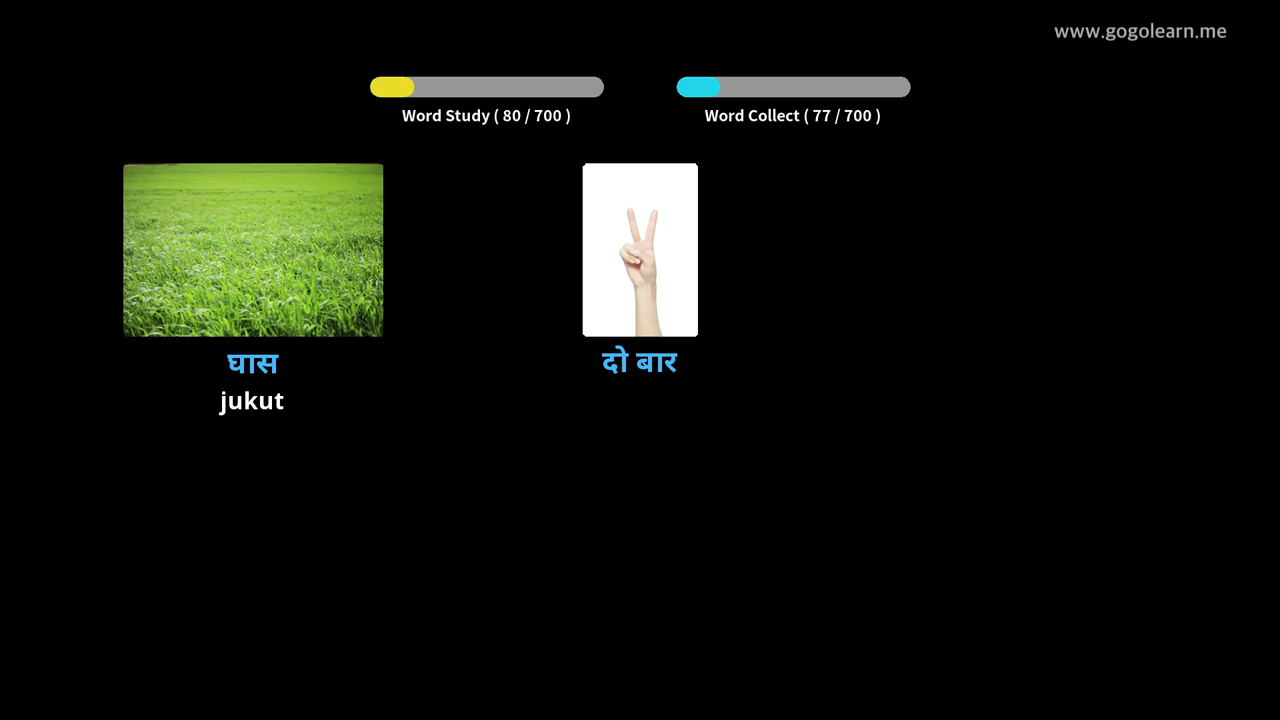 www.gogolearn.me
Word Study ( 80 / 700 )
Word Collect ( 77 / 700 )
घास
jukut
दो बार